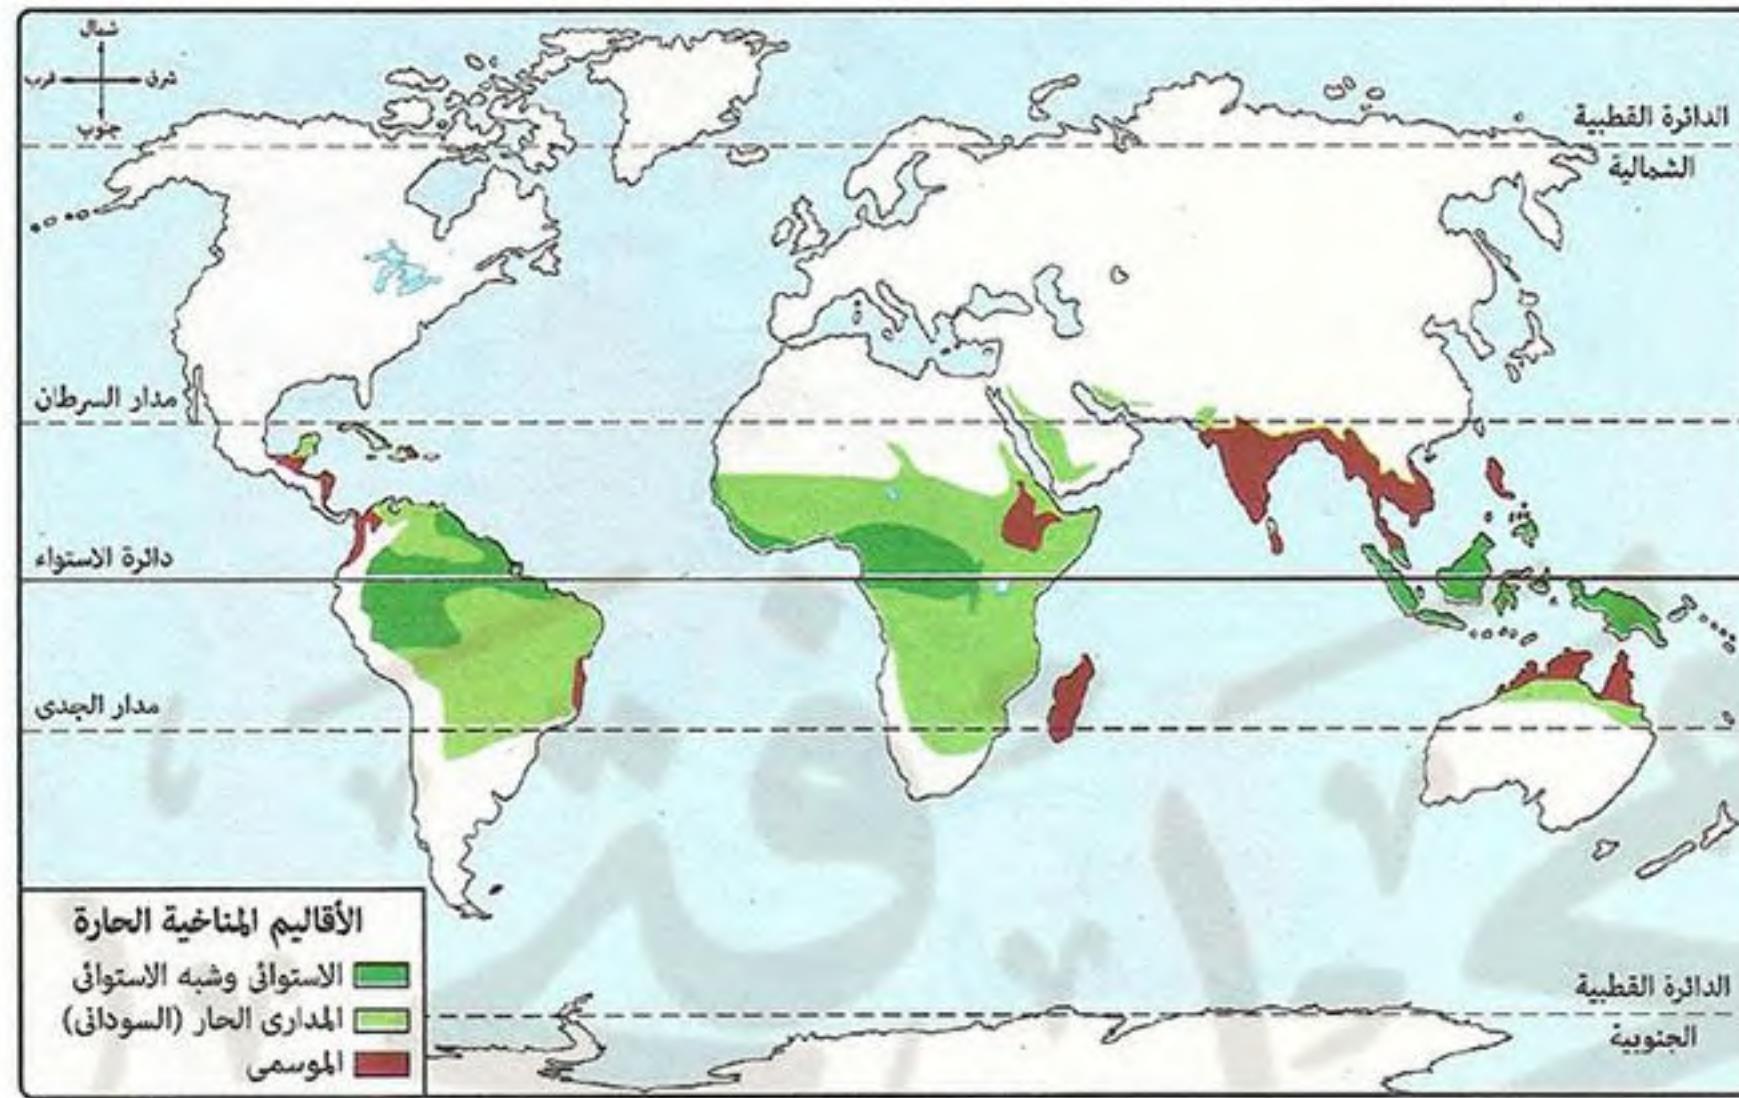 شمال
غرب
شرق
جنوب
الدائرة القطبية
الشمالية
مدار السرطان
دائرة الاستواء
مدار الجدى
الدائرة القطبية
الجنوبية
الأقاليم المناخية الحارة
الاستوائى وشبه الاستوائى
المدارى الحار (السودانى)
الموسمى